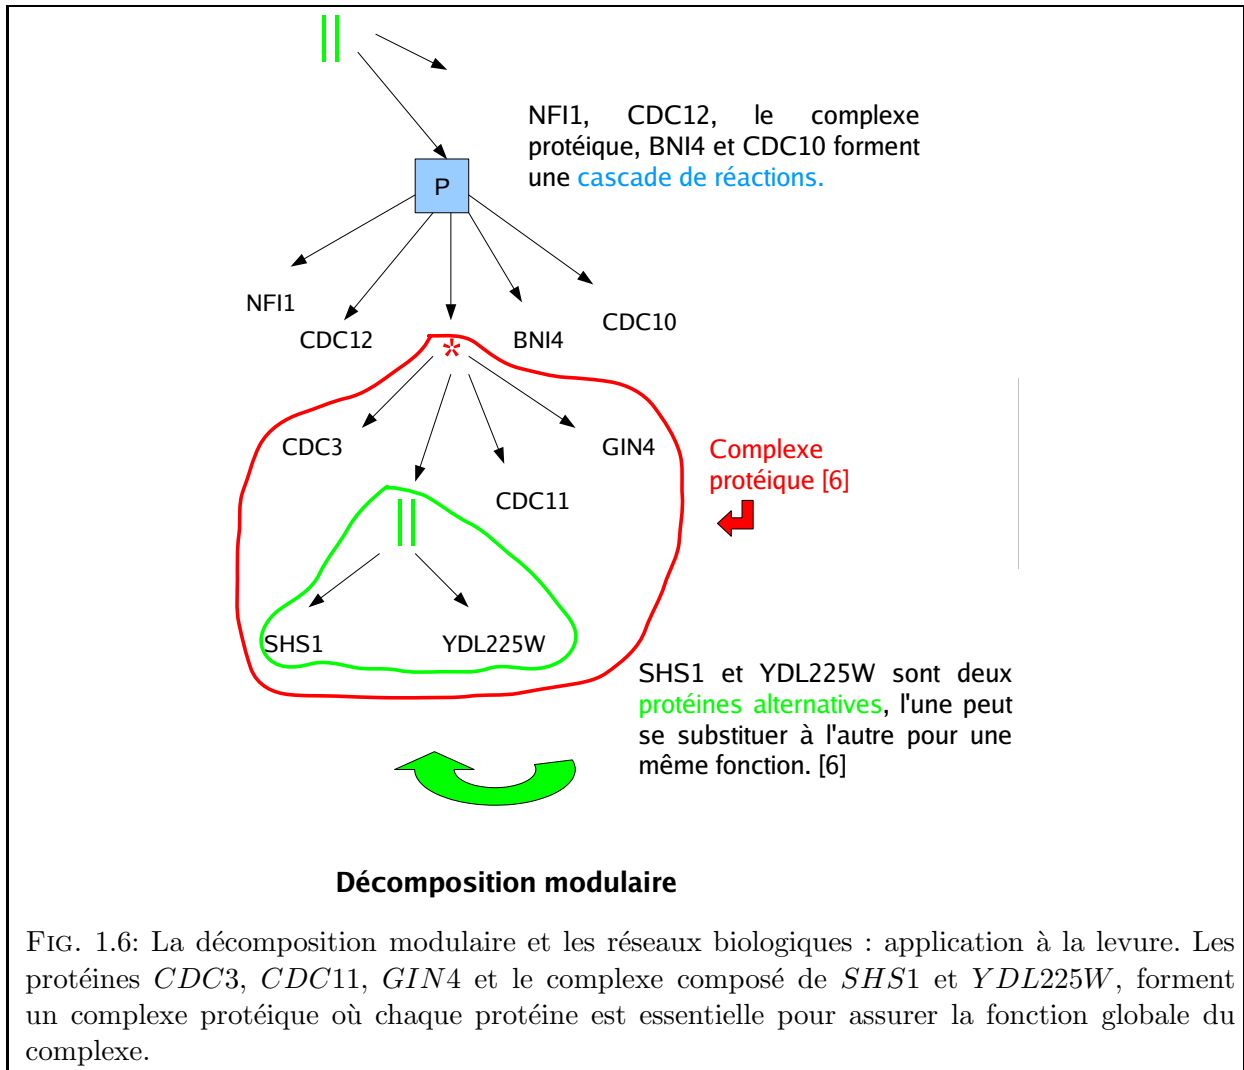 NFI1, CDC12, le complexe
protéique, BNI4 et CDC10 forment
une cascade de réactions.
P
NFI1
CDC12
*
BNI4
CDC10
CDC3
GIN4
CDC11
Complexe
protéique [6]
SHS1
YDL225W
SHS1 et YDL225W sont deux
protéines alternatives, l'une peut
se substituer à l'autre pour une
même fonction. [6]
Décomposition modulaire
FIG. 1.6: La décomposition modulaire et les réseaux biologiques : application à la levure. Les
protéines CDC3, CDC11, GIN4 et le complexe composé de SHS1 et YDL225W, forment
un complexe protéique où chaque protéine est essentielle pour assurer la fonction globale du
complexe.